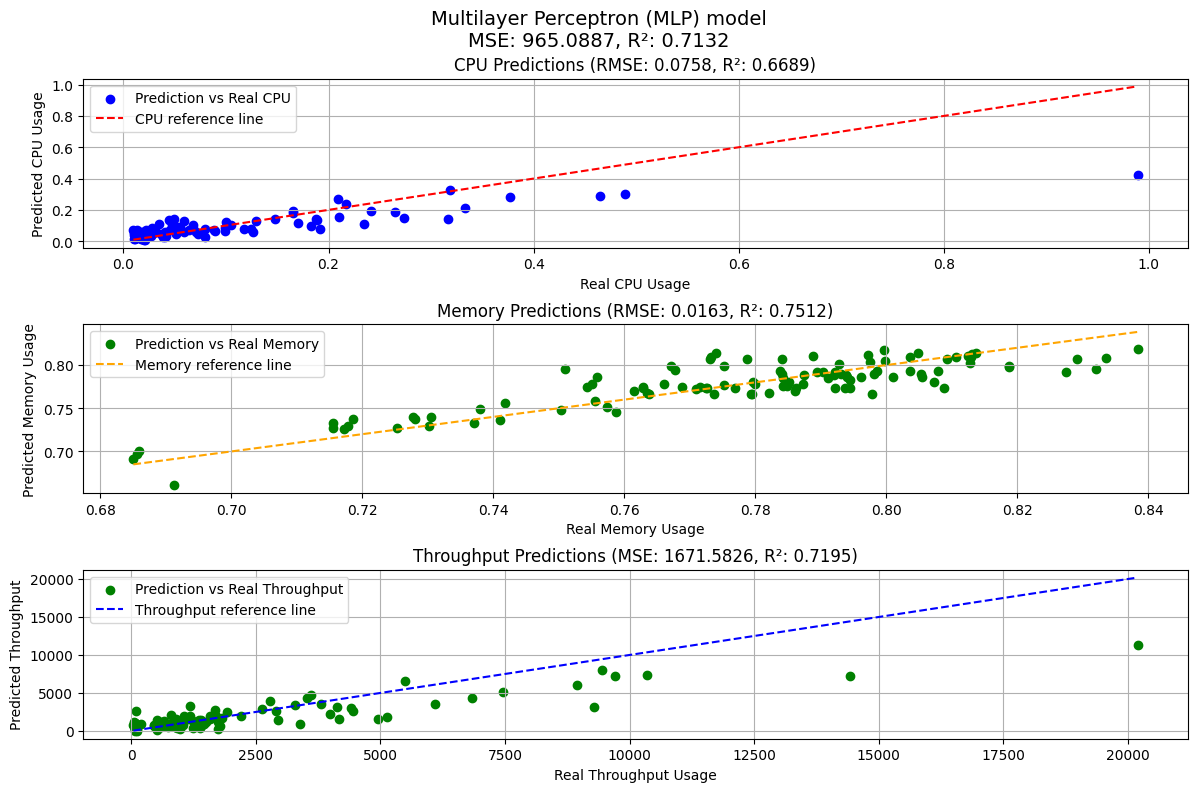 Multilayer Perceptron (MLP) model
MSE: 965.0887, R²: 0.7132
CPU Predictions (RMSE: 0.0758, R²: 0.6689)
Predicted CPU Usage
1.0
0.8
0.6
0.4
0.2
0.0
Prediction vs Real CPU
CPU reference line
0.0 0.2 0.4 0.6 0.8 1.0
Real CPU Usage
Memory Predictions (RMSE: 0.0163, R²: 0.7512)
Predicted Memory Usage
0.80
0.75
0.70
Prediction vs Real Memory
Memory reference line
0.68 0.70 0.72 0.74 0.76 0.78 0.80 0.82 0.84
Real Memory Usage
Throughput Predictions (MSE: 1671.5826, R²: 0.7195)
Predicted Throughput
20000
15000
10000
5000
0
Prediction vs Real Throughput
Throughput reference line
0 2500 5000 7500 10000 12500 15000 17500 20000
Real Throughput Usage